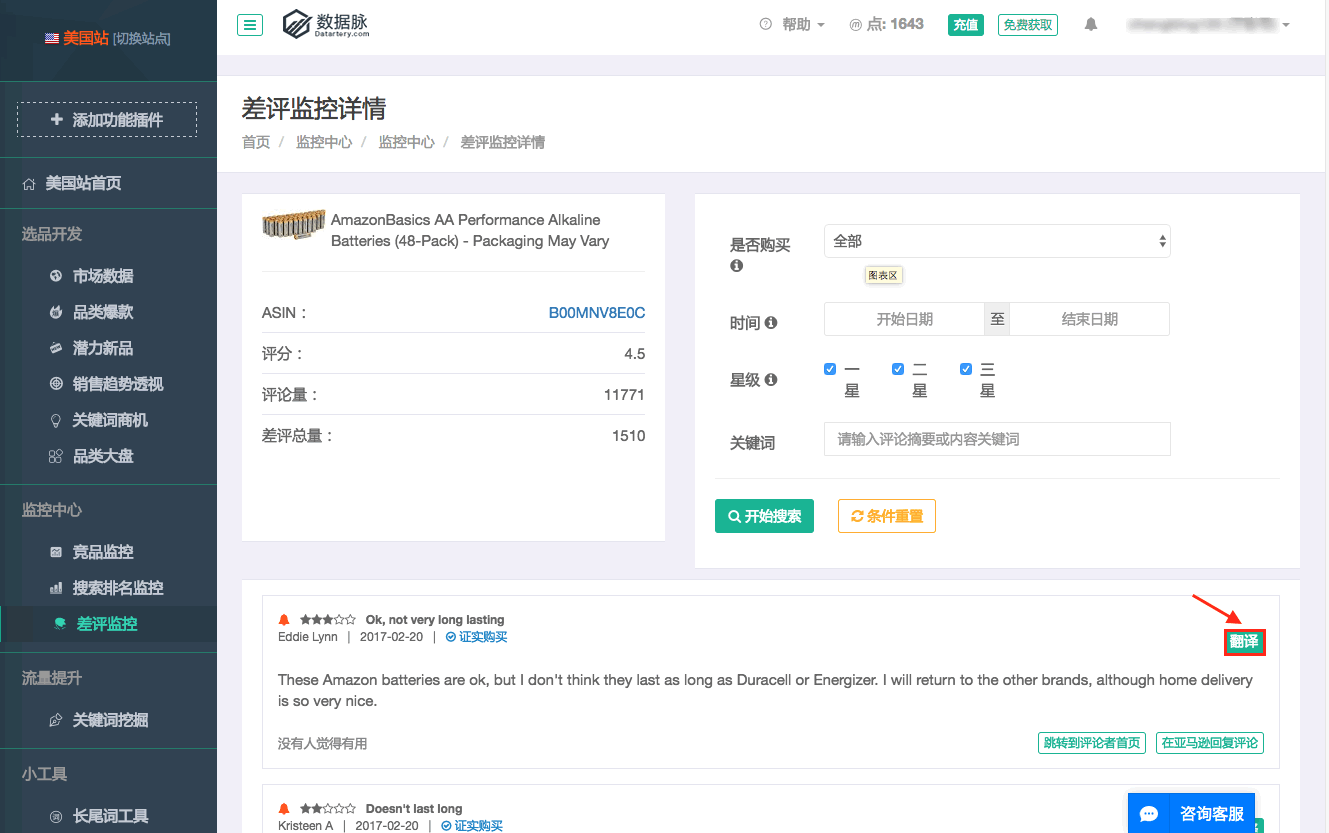 美国站 [切换站点]
数据脉
Datartery.com
帮助
点: 1643
充值
免费获取
添加功能插件
美国站首页
选品开发
市场数据
品类爆款
潜力新品
销售趋势透视
关键词商机
品类大盘
监控中心
竞品监控
搜索排名监控
差评监控
流量提升
关键词挖掘
小工具
长尾词工具
差评监控详情
首页 / 监控中心 / 监控中心 / 差评监控详情
AmazonBasics AA Performance Alkaline
Batteries (48-Pack) - Packaging May Vary
ASIN： B00MNV8E0C
评分： 4.5
评论量： 11771
差评总量： 1510
是否购买 全部
图表区
时间 开始日期 至 结束日期
星级 一星 二星 三星
关键词 请输入评论摘要或内容关键词
开始搜索 条件重置
Ok, not very long lasting
Eddie Lynn | 2017-02-20 | 证实购买
翻译
These Amazon batteries are ok, but I don't think they last as long as Duracell or Energizer. I will return to the other brands, although home delivery
is so very nice.
没有人觉得有用 跳转到评论者首页 在亚马逊回复评论
Doesn't last long
Kristeen A | 2017-02-20 | 证实购买
咨询客服